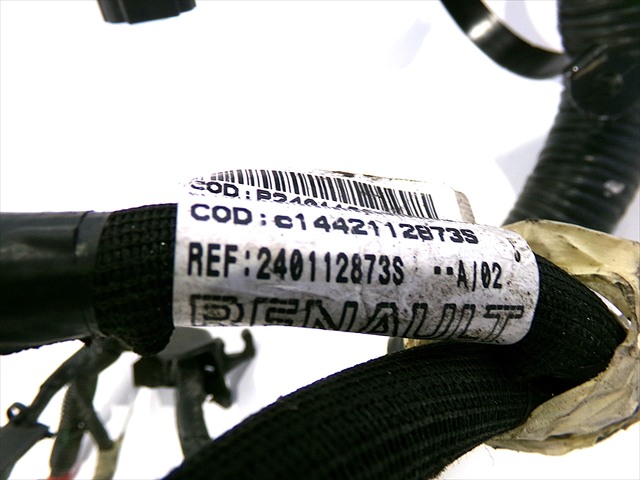 COD:c1442112873S
REF:240112873S --A/02
RENAULT